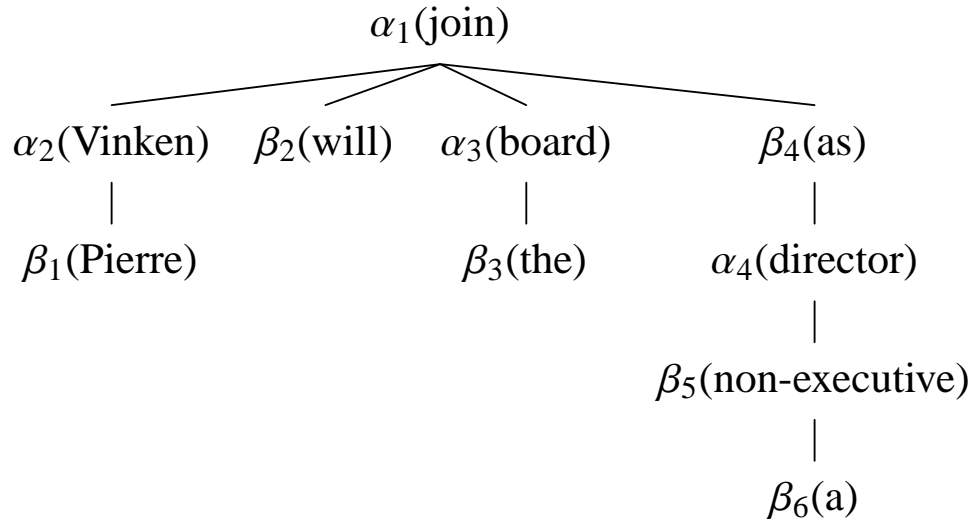 α₁(join)
α₂(Vinken) β₂(will) α₃(board) β₄(as)
β₁(Pierre) β₃(the) α₄(director)
β₅(non-executive)
β₆(a)